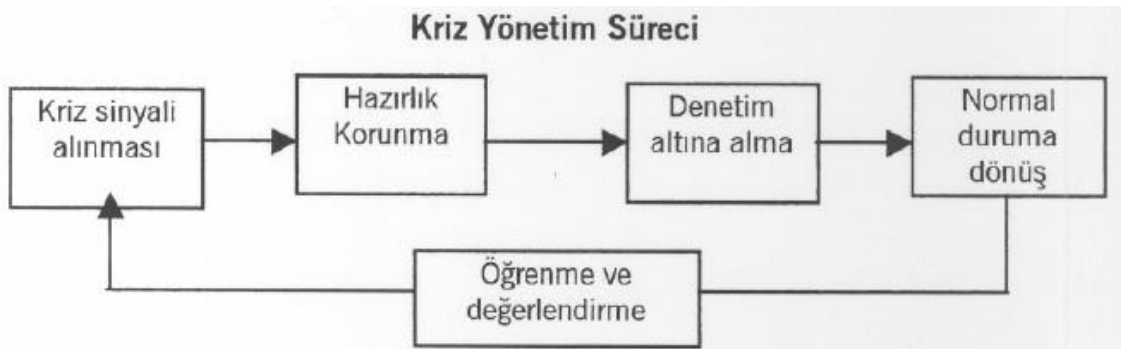 Kriz Yönetim Süreci
Kriz sinyali
alınması
Hazırlık
Korunma
Denetim
altına alma
Normal
duruma
dönüş
Öğrenme ve
değerlendirme